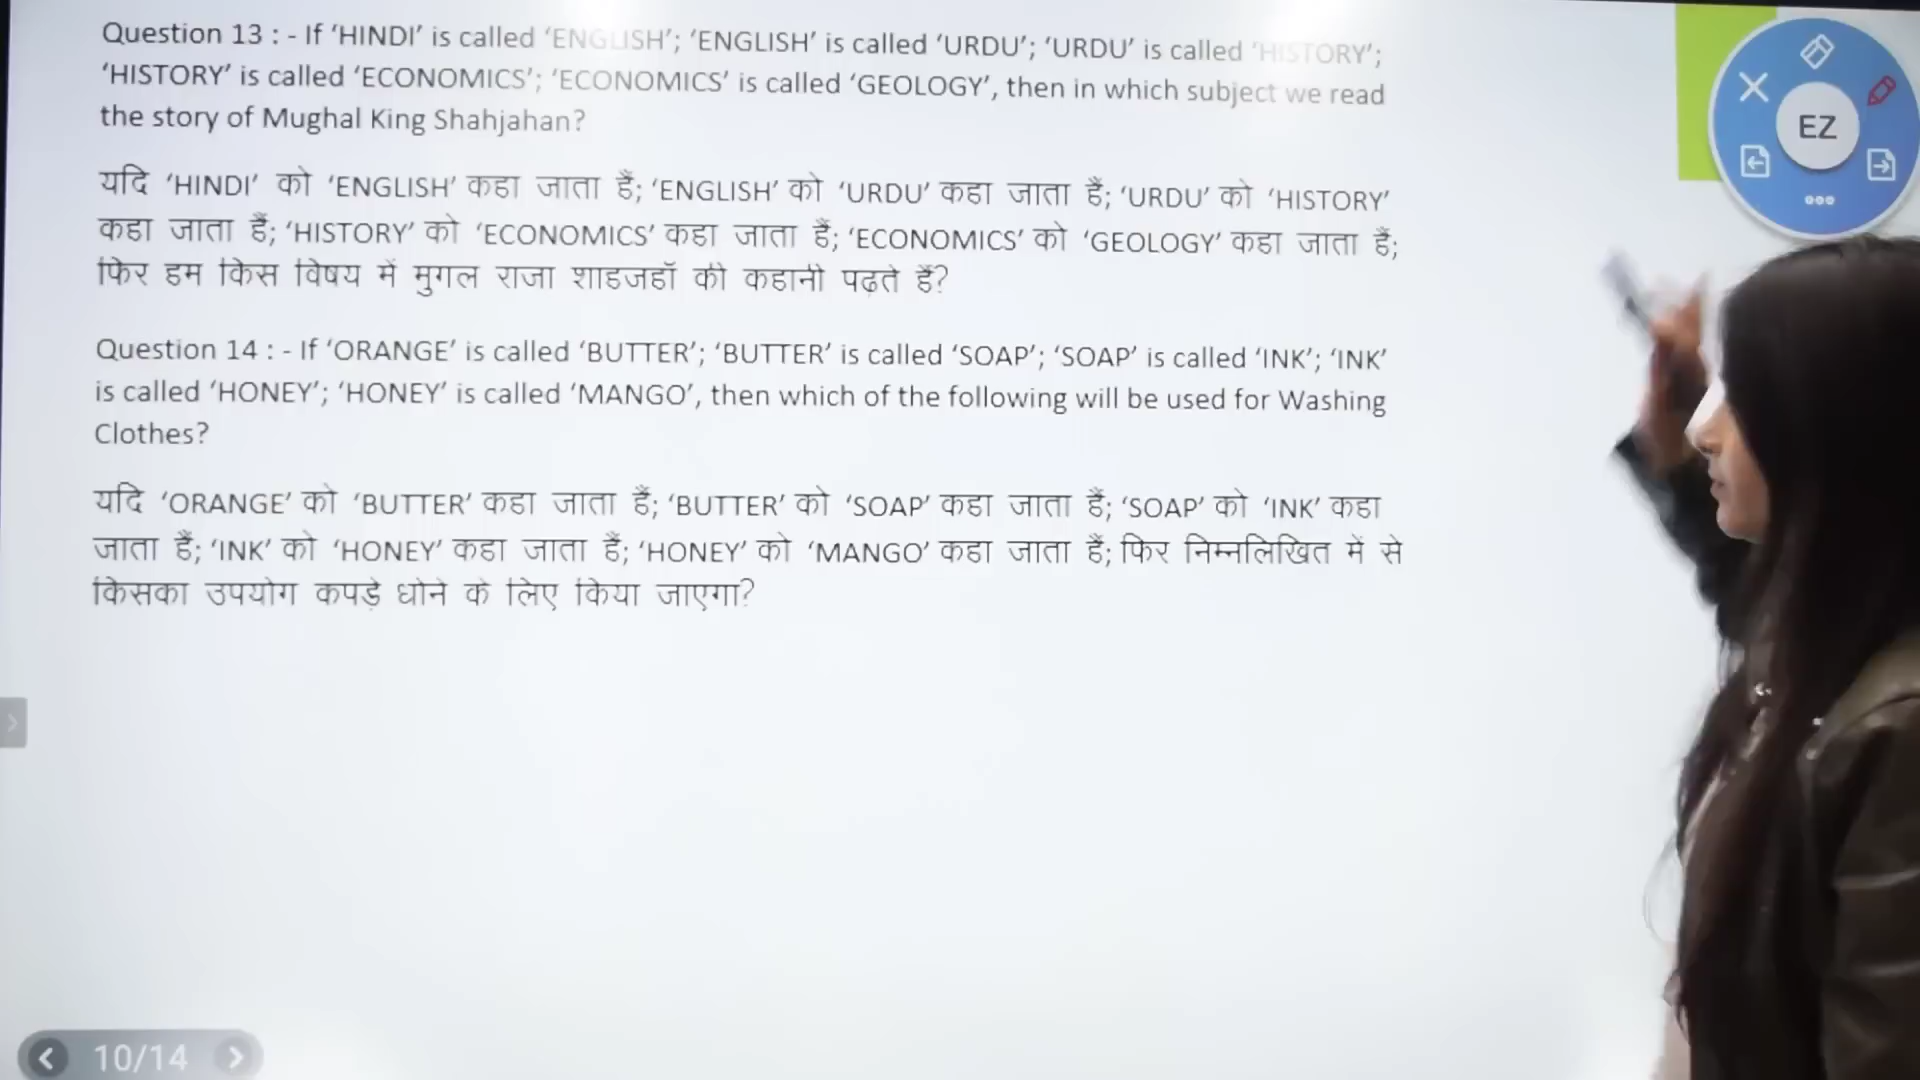 Question 13 : - If ‘HINDI’ is called ‘ENGLISH’; ‘ENGLISH’ is called ‘URDU’; ‘URDU’ is called ‘HISTORY’;
‘HISTORY’ is called ‘ECONOMICS’; ‘ECONOMICS’ is called ‘GEOLOGY’, then in which subject we read
the story of Mughal King Shahjahan?
यदि ‘HINDI’ को ‘ENGLISH’ कहा जाता है; ‘ENGLISH’ को ‘URDU’ कहा जाता है; ‘URDU’ को ‘HISTORY’
कहा जाता है; ‘HISTORY’ को ‘ECONOMICS’ कहा जाता है; ‘ECONOMICS’ को ‘GEOLOGY’ कहा जाता है;
फिर हम किस विषय में मुगल राजा शाहजहाँ की कहानी पढ़ते हैं?
Question 14 : - If ‘ORANGE’ is called ‘BUTTER’; ‘BUTTER’ is called ‘SOAP’; ‘SOAP’ is called ‘INK’; ‘INK’
is called ‘HONEY’; ‘HONEY’ is called ‘MANGO’, then which of the following will be used for Washing
Clothes?
यदि ‘ORANGE’ को ‘BUTTER’ कहा जाता है; ‘BUTTER’ को ‘SOAP’ कहा जाता है; ‘SOAP’ को ‘INK’ कहा
जाता है; ‘INK’ को ‘HONEY’ कहा जाता है; ‘HONEY’ को ‘MANGO’ कहा जाता है; फिर निम्नलिखित में से
किसका उपयोग कपड़े धोने के लिए किया जाएगा?
EZ
10/14